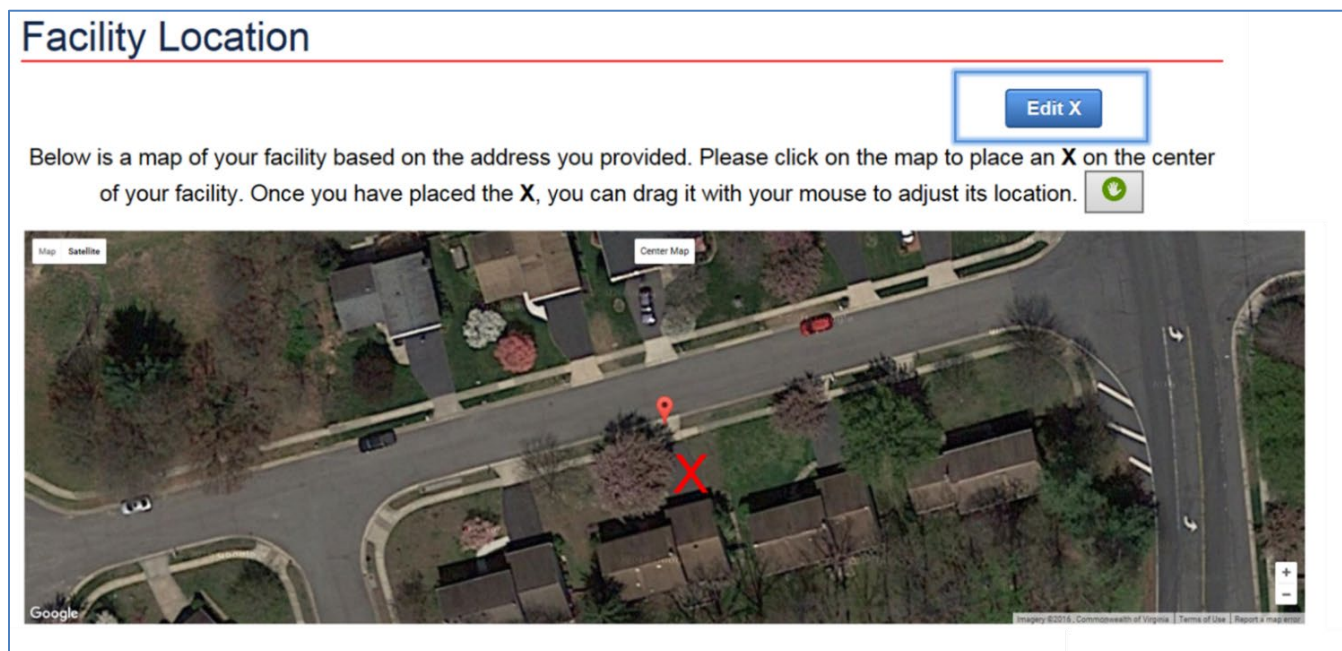 Facility Location
Edit X
Below is a map of your facility based on the address you provided. Please click on the map to place an X on the center
of your facility. Once you have placed the X, you can drag it with your mouse to adjust its location.
Map Satellite
Center Map
X
+
−
Google
Imagery ©2016, Commonwealth of Virginia Terms of Use Report a map error